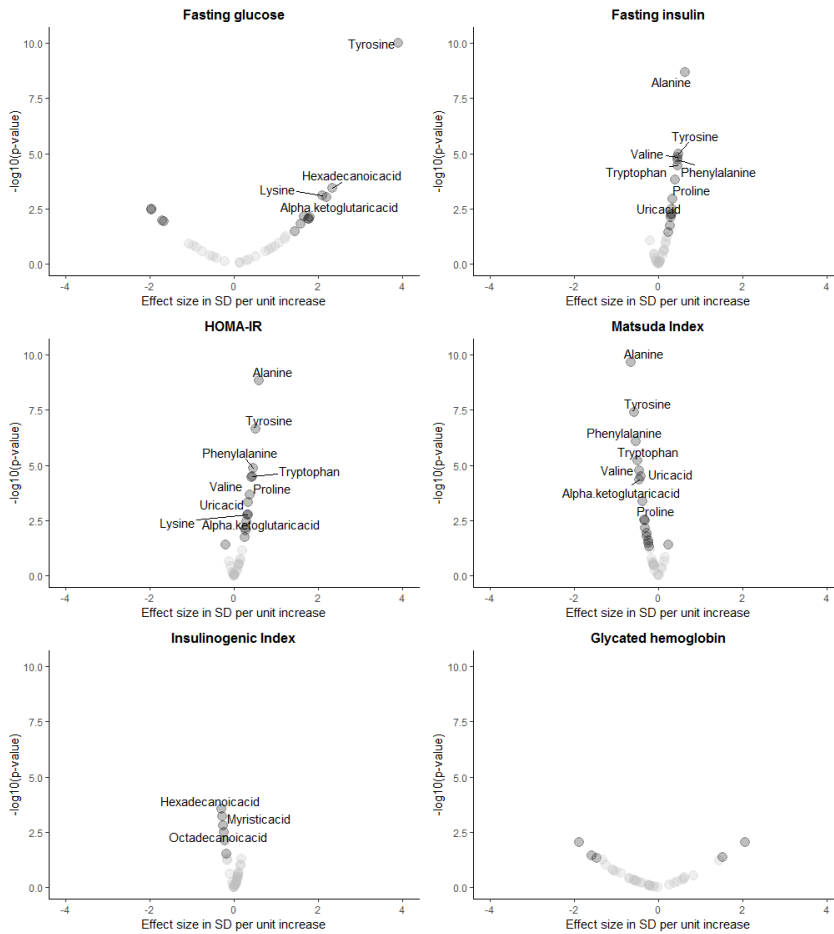 Fasting glucose
10.0
7.5
5.0
2.5
0.0
-log10(p-value)
Tyrosine
Hexadecanoicacid
Lysine
Alpha.ketoglutaricacid
-4
-2
0
2
4
Effect size in SD per unit increase
Fasting insulin
10.0
7.5
5.0
2.5
0.0
-log10(p-value)
Alanine
Tyrosine
Valine
Tryptophan
Phenylalanine
Proline
Uricacid
-4
-2
0
2
4
Effect size in SD per unit increase
HOMA-IR
10.0
7.5
5.0
2.5
0.0
-log10(p-value)
Alanine
Tyrosine
Phenylalanine
Tryptophan
Valine
Proline
Uricacid
Lysine
Alpha.ketoglutaricacid
-4
-2
0
2
4
Effect size in SD per unit increase
Matsuda Index
10.0
7.5
5.0
2.5
0.0
-log10(p-value)
Alanine
Tyrosine
Phenylalanine
Tryptophan
Valine
Uricacid
Alpha.ketoglutaricacid
Proline
-4
-2
0
2
4
Effect size in SD per unit increase
Insulinogenic Index
10.0
7.5
5.0
2.5
0.0
-log10(p-value)
Hexadecanoicacid
Myristicacid
Octadecanoicacid
-4
-2
0
2
4
Effect size in SD per unit increase
Glycated hemoglobin
10.0
7.5
5.0
2.5
0.0
-log10(p-value)
-4
-2
0
2
4
Effect size in SD per unit increase